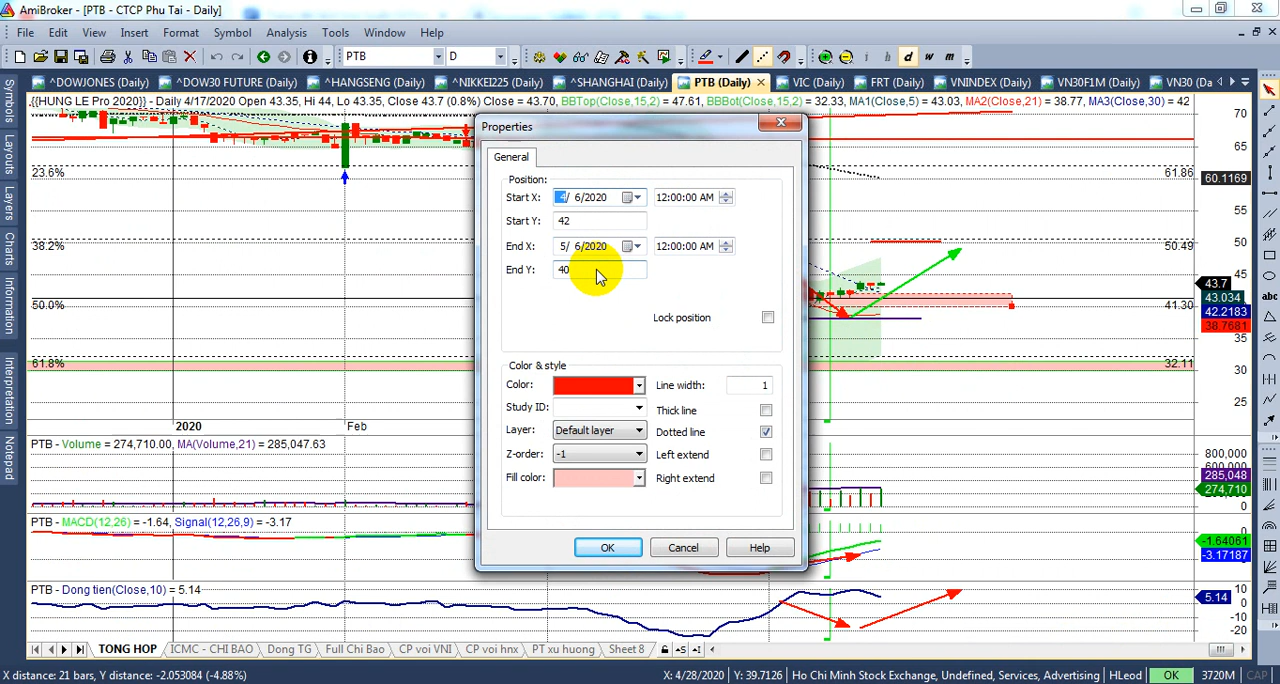 AmiBroker - [PTB - CTCP Phu Tai - Daily]
File Edit View Insert Format Symbol Analysis Tools Window Help
PTB D i h d w m
^DOWJONES (Daily) ^DOW30 FUTURE (Daily) ^HANGSENG (Daily) ^NIKKEI225 (Daily) ^SHANGHAI (Daily) PTB (Daily) VIC (Daily) FRT (Daily) VNINDEX (Daily) VN30F1M (Daily) VN30 (Da
{{HUNG LE Pro 2020}} - Daily 4/17/2020 Open 43.35, Hi 44, Lo 43.35, Close 43.7 (0.8%) Close = 43.70, BBTop(Close,15,2) = 47.61, BBBot(Close,15,2) = 32.33, MA1(Close,5) = 43.03, MA2(Close,21) = 38.77, MA3(Close,30) = 42
Symbols
Layouts
Layers
Charts
Information
Interpretation
Notepad
23.6%
38.2%
50.0%
61.8%
2020
Feb
Properties
General
Position:
Start X: 4/ 6/2020 12:00:00 AM
Start Y: 42
End X: 5/ 6/2020 12:00:00 AM
End Y: 40
Lock position
Color & style
Color: Line width: 1
Study ID: Thick line
Layer: Default layer Dotted line
Z-order: -1 Left extend
Fill color: Right extend
OK Cancel Help
70
65
61.86
60.1169
55
50
50.49
45
43.7
43.034
42.2183
41.30
38.7681
35
32.11
30
25
abc
PTB - Volume = 274,710.00, MA(Volume,21) = 285,047.63
800,000
600,000
285,048
274,710
0
PTB - MACD(12,26) = -1.64, Signal(12,26,9) = -3.17
0
-1.64061
-3.17187
PTB - Dong tien(Close,10) = 5.14
10
5.14
0
-10
-20
TONG HOP ICMC - CHI BAO Dong TG Full Chi Bao CP voi VNI CP voi hnx PT xu huong Sheet 8
X distance: 21 bars, Y distance: -2.053084 (-4.88%) X: 4/28/2020 Y: 39.7126 Ho Chi Minh Stock Exchange, Undefined, Services, Advertising HLeod OK 3720M CAP